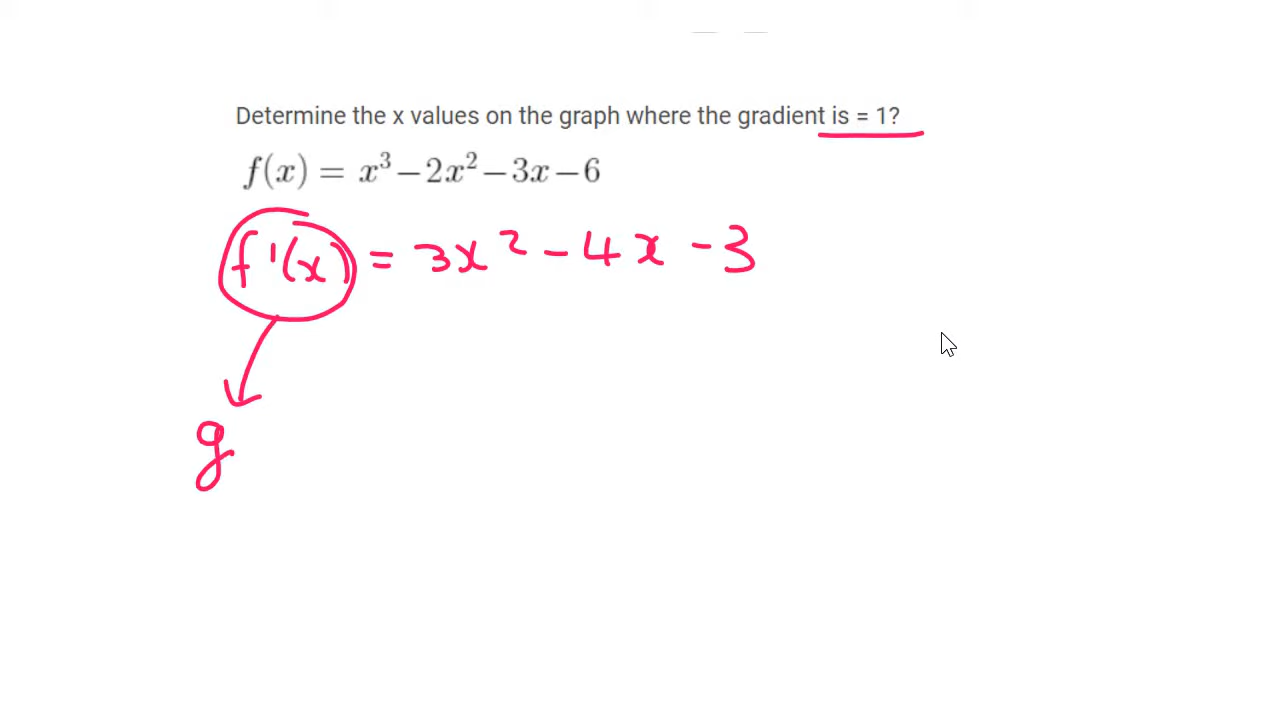 Determine the x values on the graph where the gradient is = 1?
f(x) = x³ − 2x² − 3x − 6
f'(x) = 3x² − 4x − 3
g